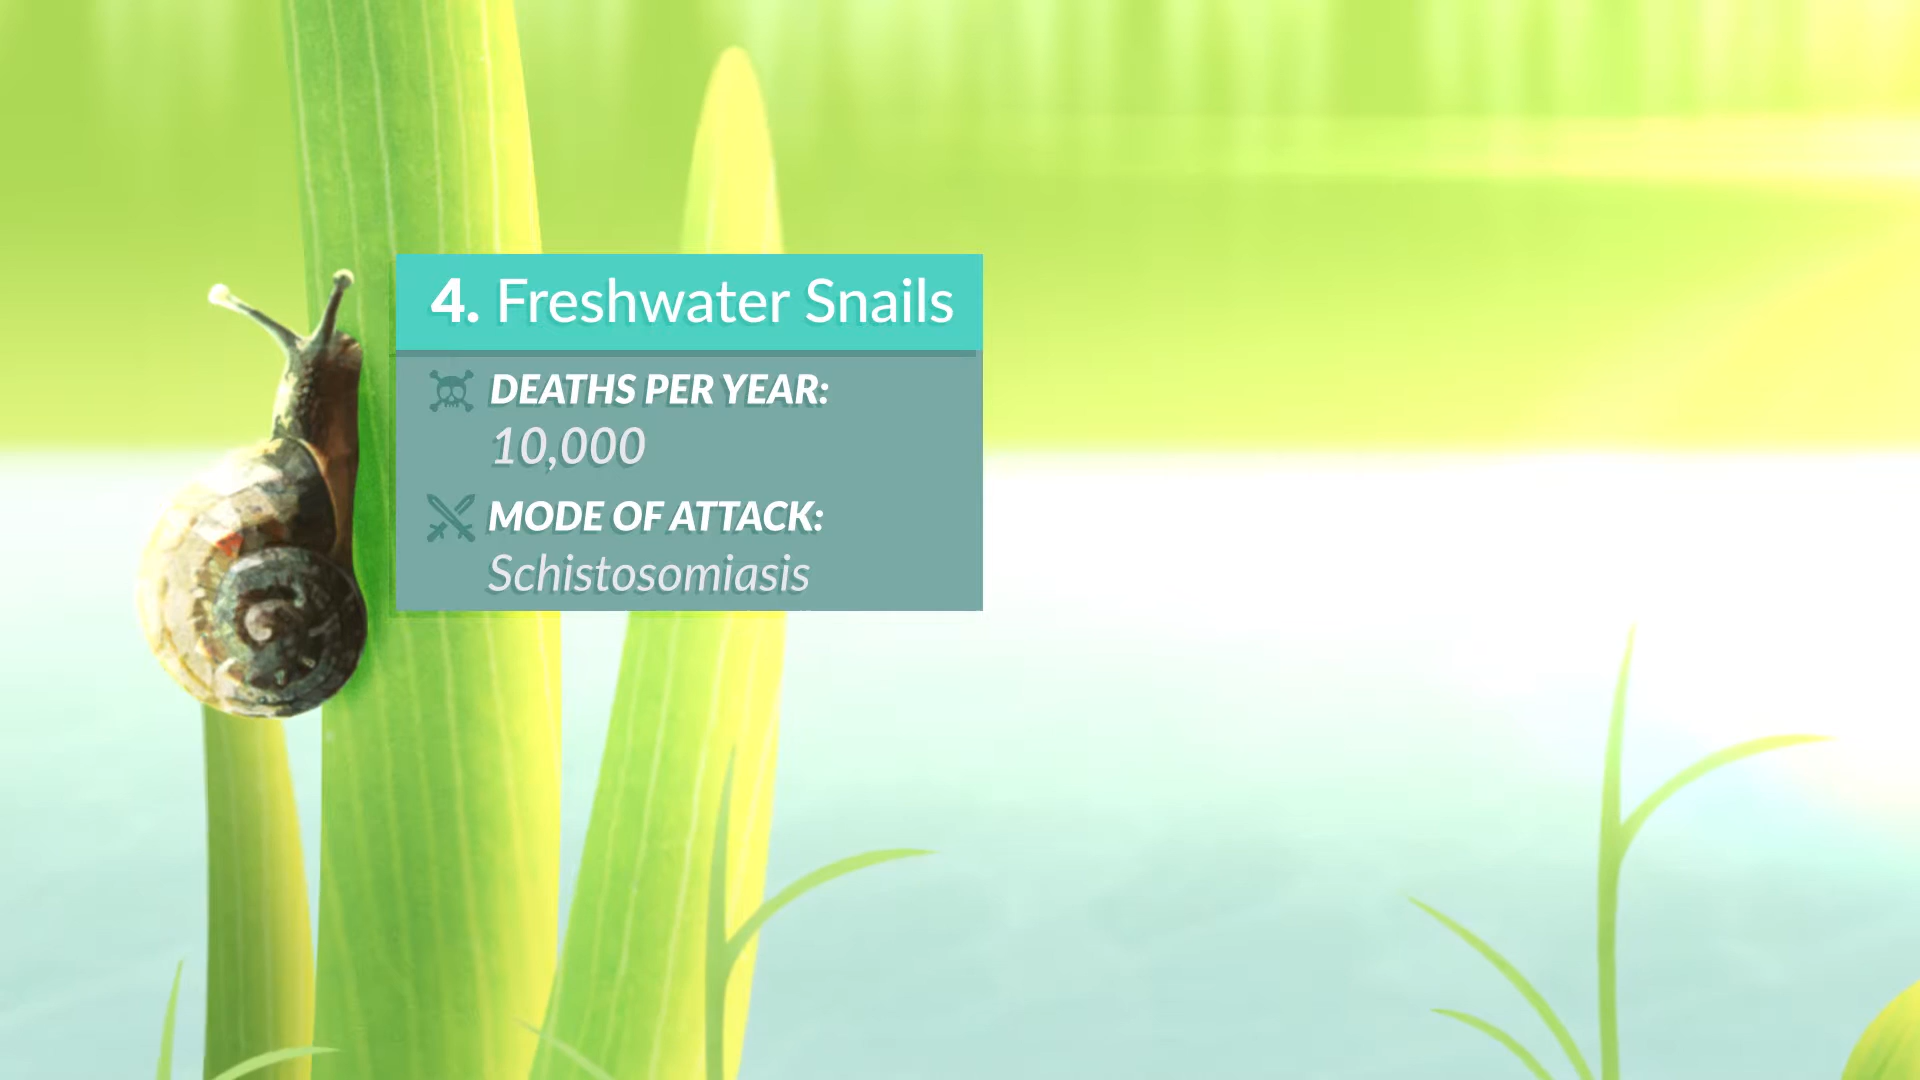 4. Freshwater Snails
DEATHS PER YEAR:
10,000
MODE OF ATTACK:
Schistosomiasis